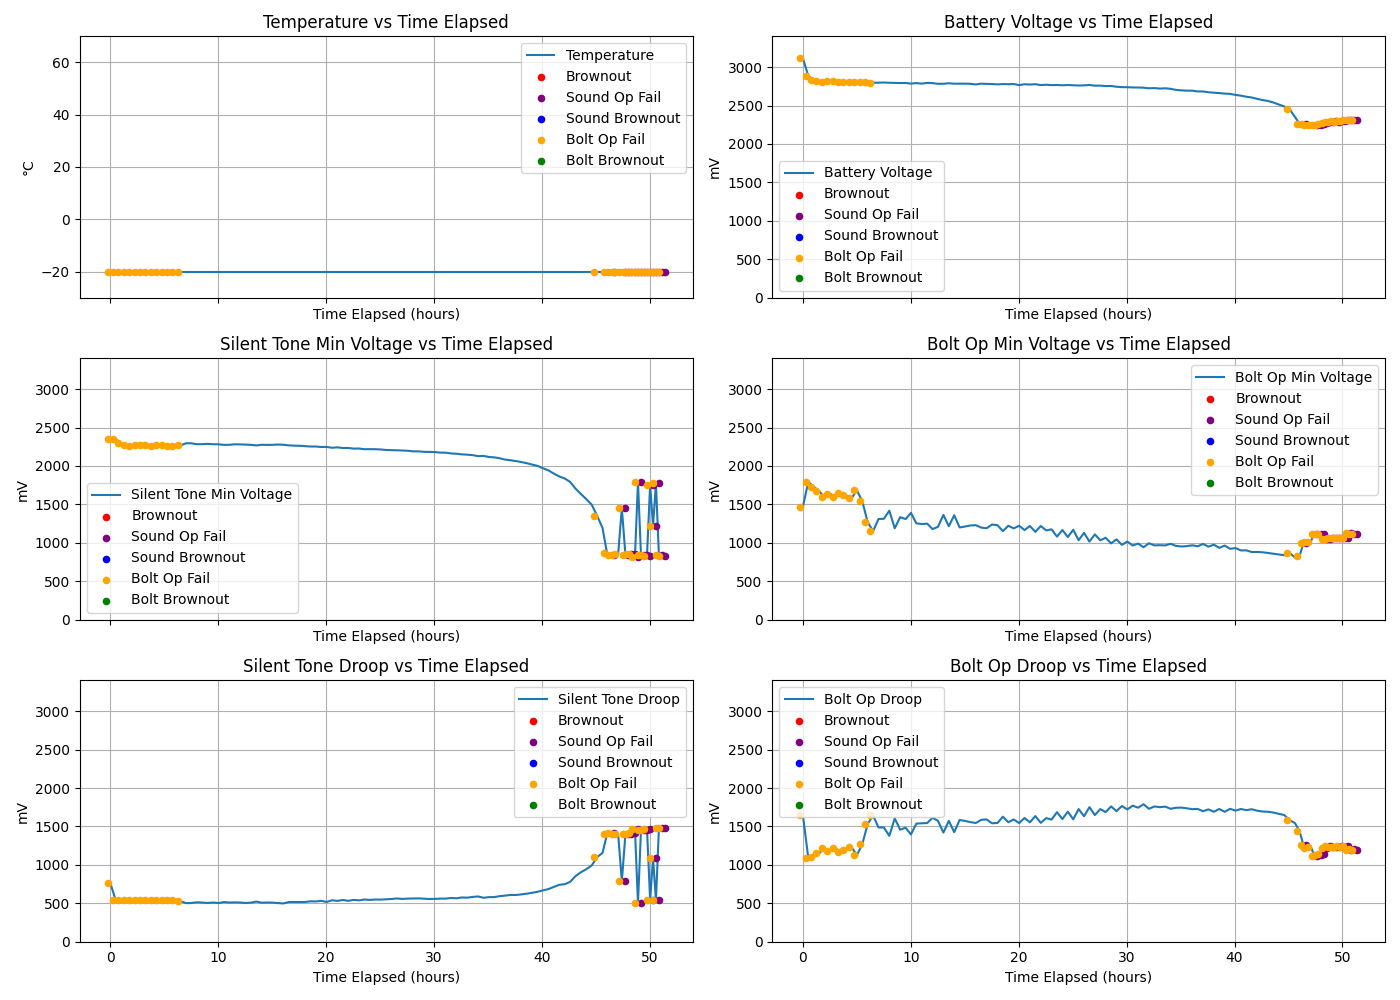 Temperature vs Time Elapsed
60
40
20
0
−20
°C
Time Elapsed (hours)
Temperature
Brownout
Sound Op Fail
Sound Brownout
Bolt Op Fail
Bolt Brownout
Battery Voltage vs Time Elapsed
3000
2500
2000
1500
1000
500
0
mV
Time Elapsed (hours)
Battery Voltage
Brownout
Sound Op Fail
Sound Brownout
Bolt Op Fail
Bolt Brownout
Silent Tone Min Voltage vs Time Elapsed
3000
2500
2000
1500
1000
500
0
mV
Time Elapsed (hours)
Silent Tone Min Voltage
Brownout
Sound Op Fail
Sound Brownout
Bolt Op Fail
Bolt Brownout
Bolt Op Min Voltage vs Time Elapsed
3000
2500
2000
1500
1000
500
0
mV
Time Elapsed (hours)
Bolt Op Min Voltage
Brownout
Sound Op Fail
Sound Brownout
Bolt Op Fail
Bolt Brownout
Silent Tone Droop vs Time Elapsed
3000
2500
2000
1500
1000
500
0
mV
0 10 20 30 40 50
Time Elapsed (hours)
Silent Tone Droop
Brownout
Sound Op Fail
Sound Brownout
Bolt Op Fail
Bolt Brownout
Bolt Op Droop vs Time Elapsed
3000
2500
2000
1500
1000
500
0
mV
0 10 20 30 40 50
Time Elapsed (hours)
Bolt Op Droop
Brownout
Sound Op Fail
Sound Brownout
Bolt Op Fail
Bolt Brownout